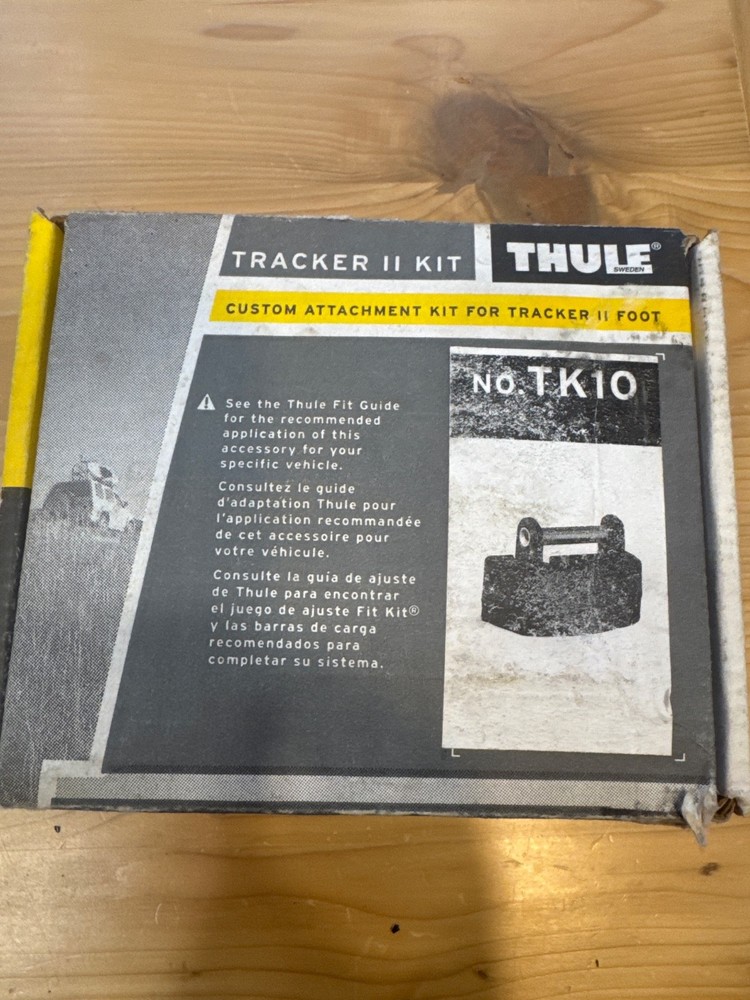 TRACKER II KIT
THULE®
SWEDEN
CUSTOM ATTACHMENT KIT FOR TRACKER II FOOT
NO.TK10
See the Thule Fit Guide
for the recommended
application of this
accessory for your
specific vehicle.
Consultez le guide
d'adaptation Thule pour
l'application recommandée
de cet accessoire pour
votre véhicule.
Consulte la guia de ajuste
de Thule para encontrar
el juego de ajuste Fit Kit®
y las barras de carga
recomendados para
completar su sistema.